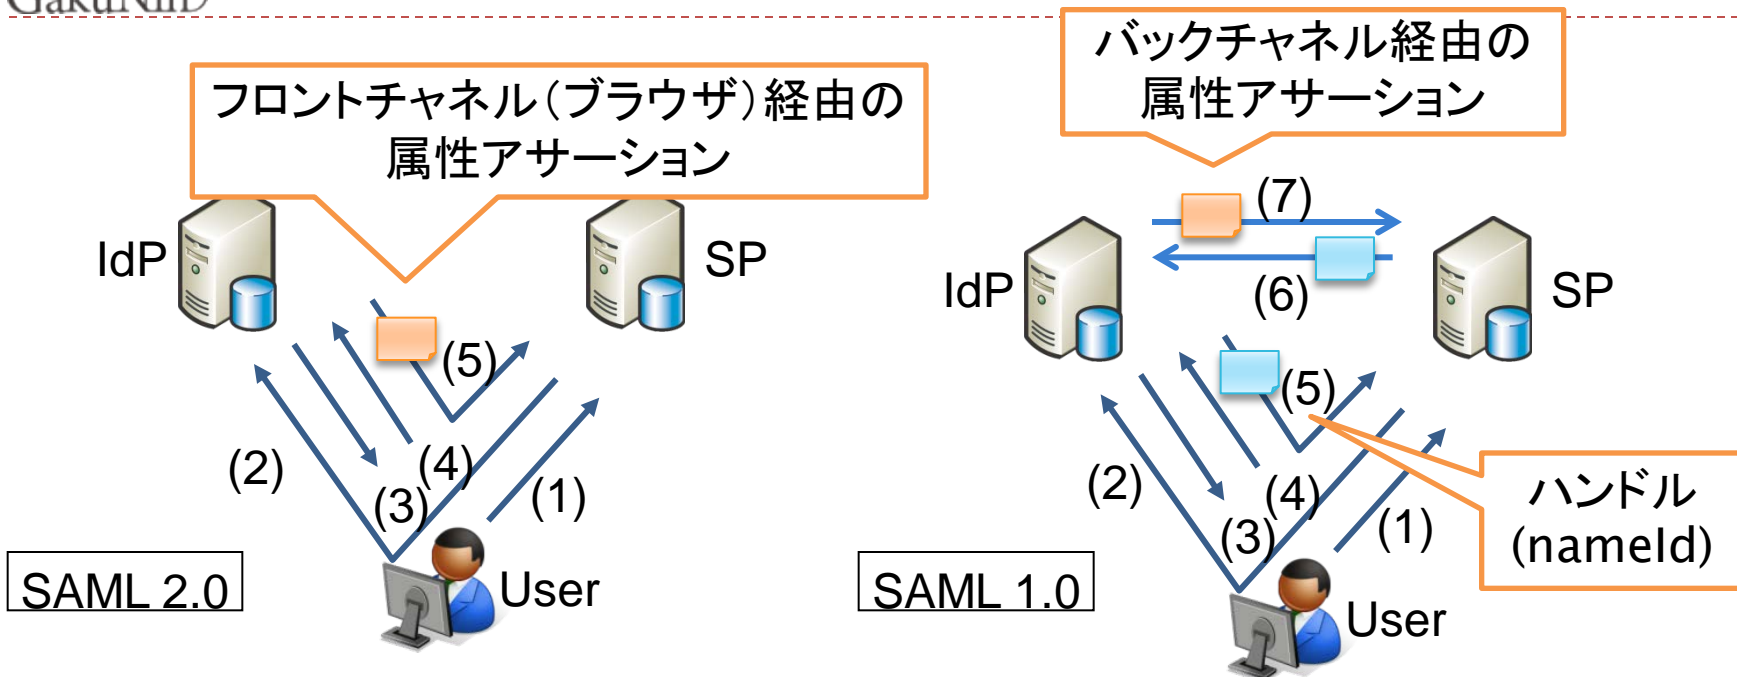 GakuNin
フロントチャネル(ブラウザ)経由の
属性アサーション
IdP
SP
(5)
(2)
(4)
(3)
(1)
User
SAML 2.0
バックチャネル経由の
属性アサーション
(7)
(6)
IdP
SP
(5)
(2)
(4)
(3)
(1)
ハンドル
(nameId)
User
SAML 1.0